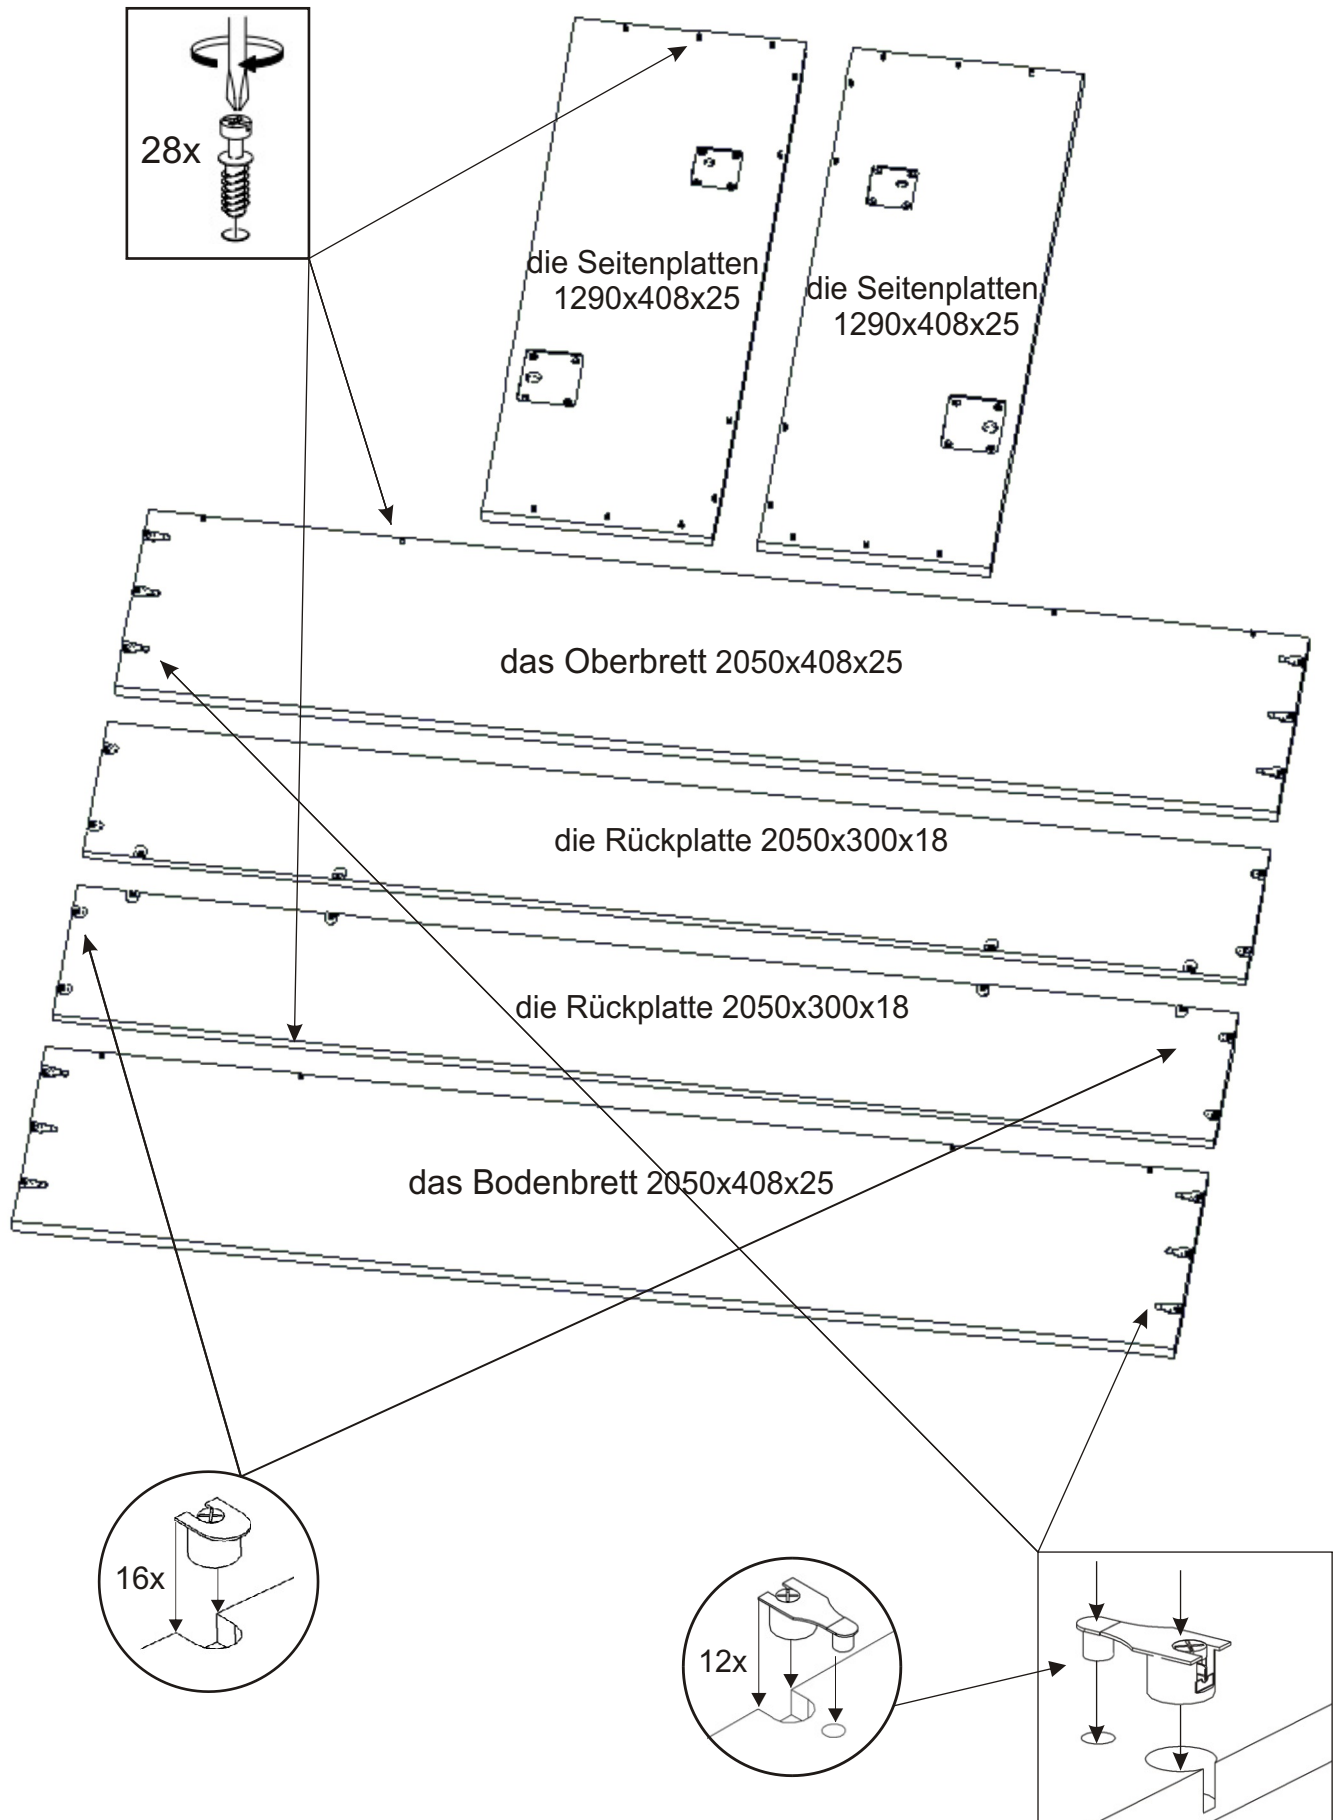 28x
die Seitenplatten
1290x408x25
die Seitenplatten
1290x408x25
das Oberbrett 2050x408x25
die Rückplatte 2050x300x18
die Rückplatte 2050x300x18
das Bodenbrett 2050x408x25
16x
12x